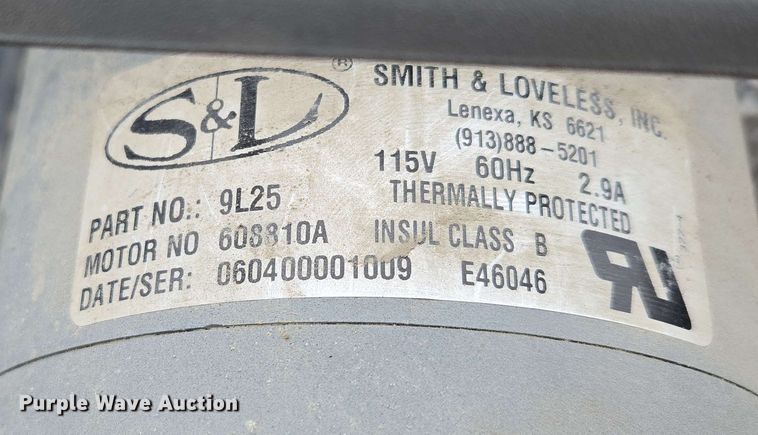 S&L ®
SMITH & LOVELESS, INC.
Lenexa, KS 6621
(913)888-5201
115V 60Hz 2.9A
THERMALLY PROTECTED
PART NO.: 9L25
MOTOR NO 608810A INSUL CLASS B
DATE/SER: 060400001009 E46046
Purple Wave Auction